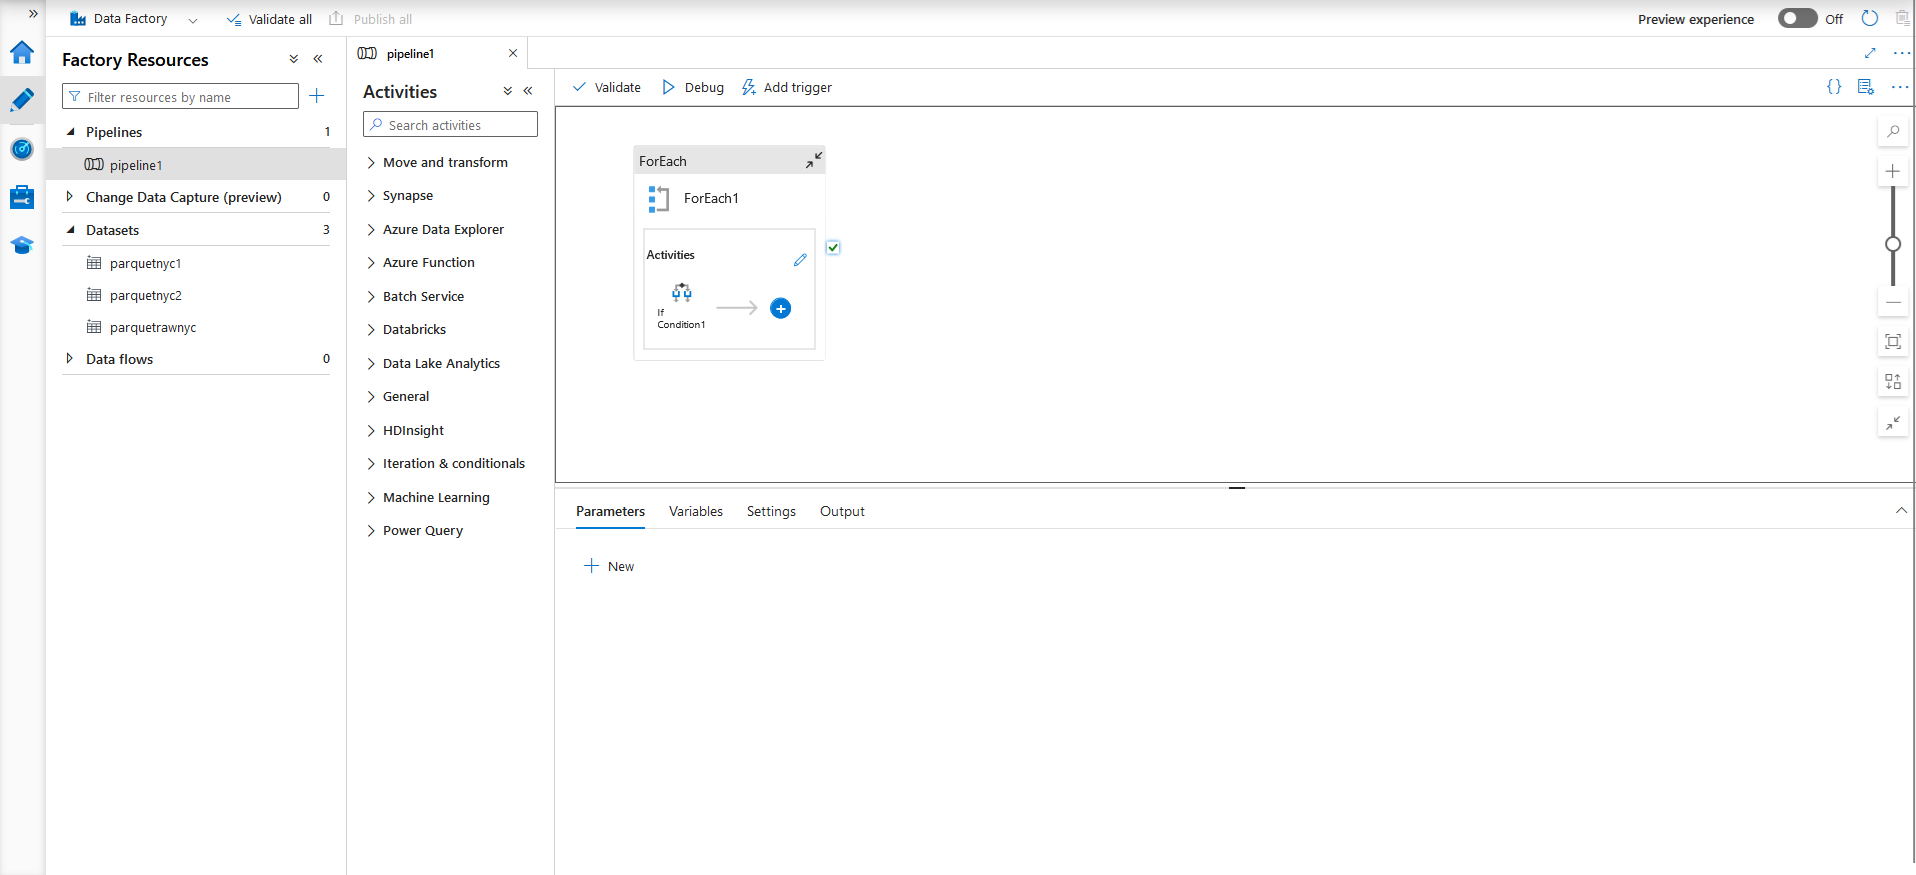 Data Factory
Validate all
Publish all
Preview experience
Off
Factory Resources
Filter resources by name
Pipelines 1
pipeline1
Change Data Capture (preview) 0
Datasets 3
parquetnyc1
parquetnyc2
parquetrawnyc
Data flows 0
pipeline1
Activities
Search activities
Move and transform
Synapse
Azure Data Explorer
Azure Function
Batch Service
Databricks
Data Lake Analytics
General
HDInsight
Iteration & conditionals
Machine Learning
Power Query
Validate
Debug
Add trigger
ForEach
ForEach1
Activities
If
Condition1
Parameters
Variables
Settings
Output
New